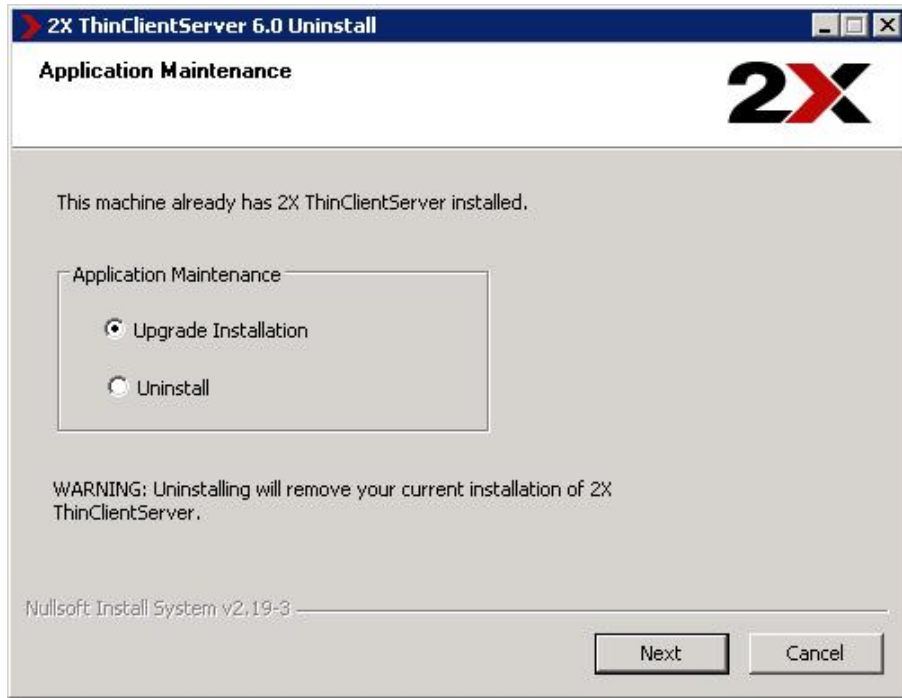 2X ThinClientServer 6.0 Uninstall
Application Maintenance
2X
This machine already has 2X ThinClientServer installed.
Application Maintenance
Upgrade Installation
Uninstall
WARNING: Uninstalling will remove your current installation of 2X
ThinClientServer.
Nullsoft Install System v2.19-3
Next
Cancel